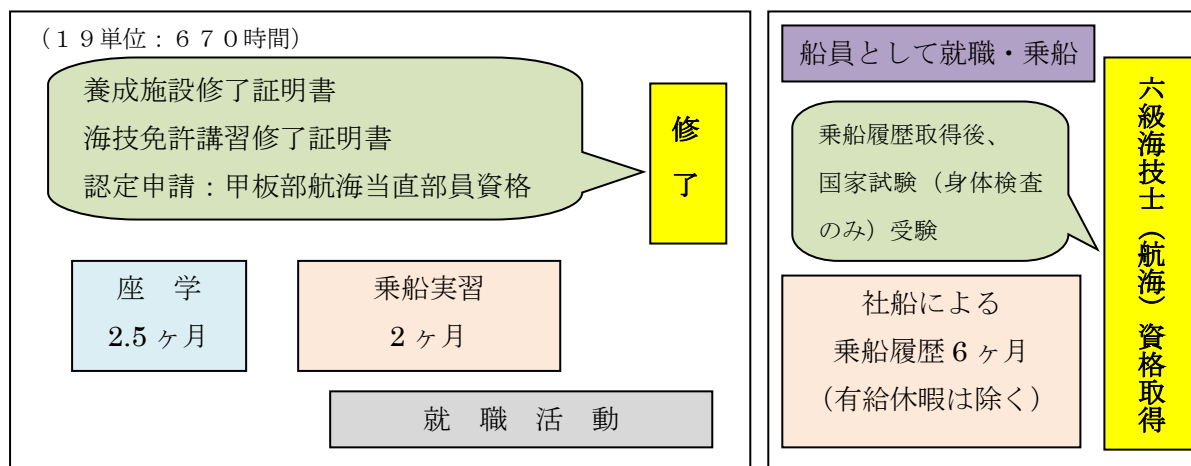 （１９単位：６７０時間）
養成施設修了証明書
海技免許講習修了証明書
認定申請：甲板部航海当直部員資格
修
了
座　学
2.5 ヶ月
乗船実習
2 ヶ月
就　職　活　動
船員として就職・乗船
乗船履歴取得後、
国家試験（身体検査
のみ）受験
社船による
乗船履歴 6 ヶ月
（有給休暇は除く）
六級海技士（航海）資格取得